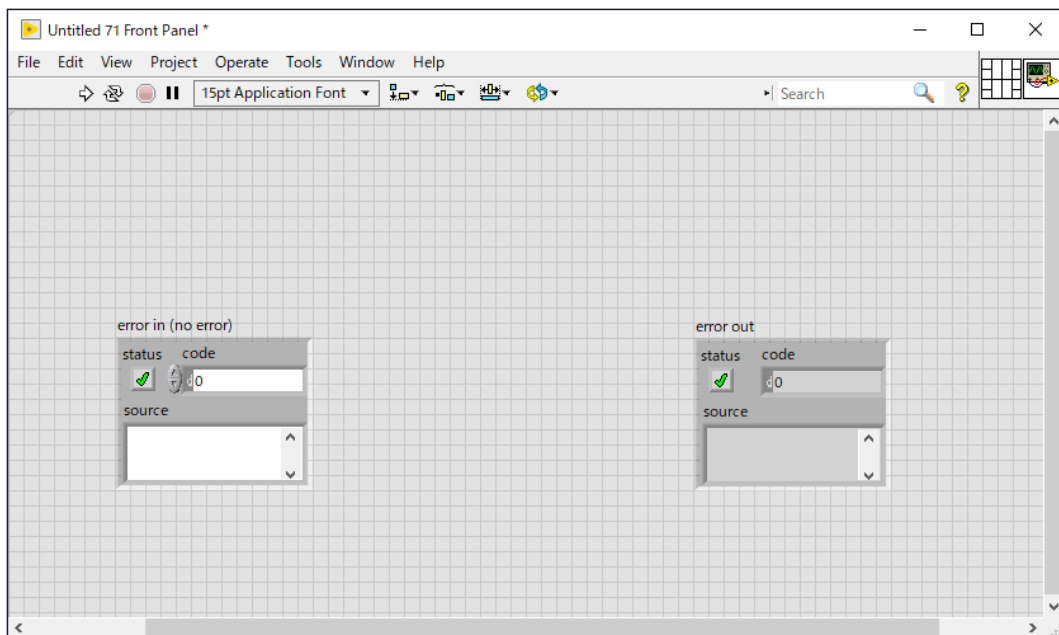 Untitled 71 Front Panel *
File Edit View Project Operate Tools Window Help
15pt Application Font
Search
?
error in (no error)
status code
d 0
source
error out
status code
d 0
source